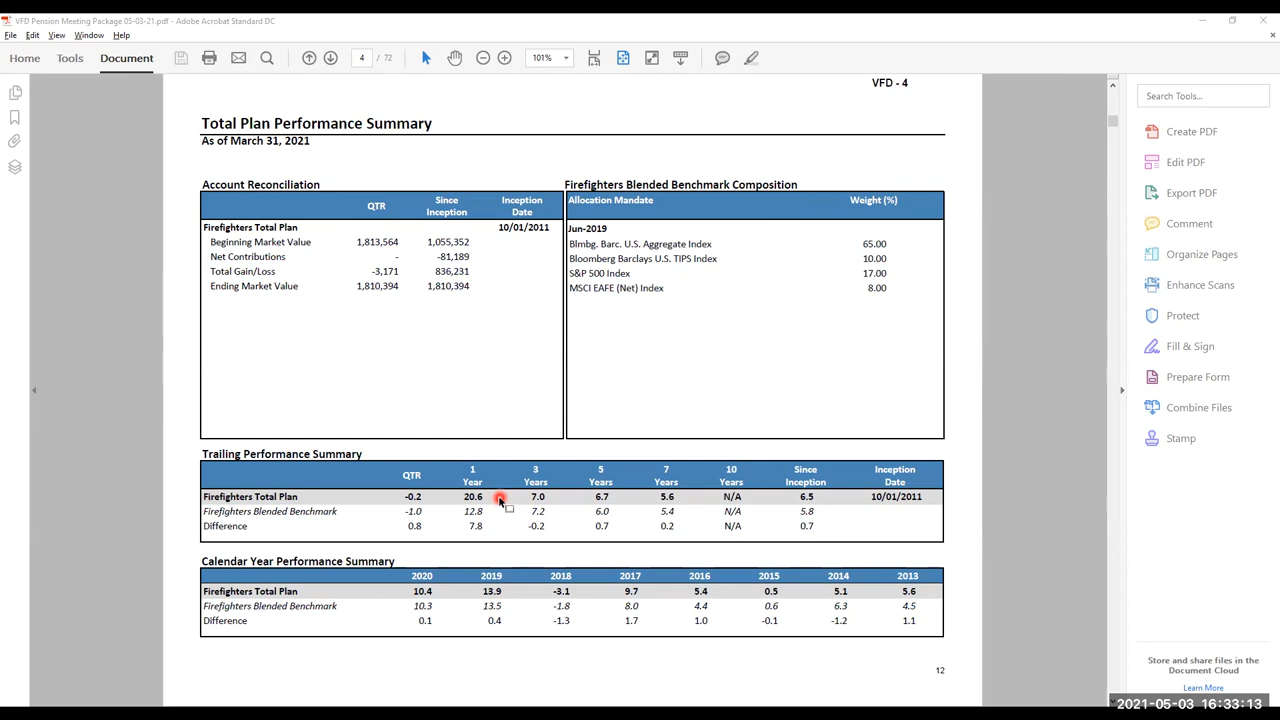 VFD Pension Meeting Package 05-03-21.pdf - Adobe Acrobat Standard DC
File Edit View Window Help
Home Tools Document 4 / 72 101%
VFD - 4
Total Plan Performance Summary
As of March 31, 2021
Account Reconciliation
QTR Since Inception Inception Date
Firefighters Total Plan 10/01/2011
Beginning Market Value 1,813,564 1,055,352
Net Contributions - -81,189
Total Gain/Loss -3,171 836,231
Ending Market Value 1,810,394 1,810,394
Firefighters Blended Benchmark Composition
Allocation Mandate Weight (%)
Jun-2019
Blmbg. Barc. U.S. Aggregate Index 65.00
Bloomberg Barclays U.S. TIPS Index 10.00
S&P 500 Index 17.00
MSCI EAFE (Net) Index 8.00
Trailing Performance Summary
QTR 1 Year 3 Years 5 Years 7 Years 10 Years Since Inception Inception Date
Firefighters Total Plan -0.2 20.6 7.0 6.7 5.6 N/A 6.5 10/01/2011
Firefighters Blended Benchmark -1.0 12.8 7.2 6.0 5.4 N/A 5.8
Difference 0.8 7.8 -0.2 0.7 0.2 N/A 0.7
Calendar Year Performance Summary
2020 2019 2018 2017 2016 2015 2014 2013
Firefighters Total Plan 10.4 13.9 -3.1 9.7 5.4 0.5 5.1 5.6
Firefighters Blended Benchmark 10.3 13.5 -1.8 8.0 4.4 0.6 6.3 4.5
Difference 0.1 0.4 -1.3 1.7 1.0 -0.1 -1.2 1.1
12
Search Tools...
Create PDF
Edit PDF
Export PDF
Comment
Organize Pages
Enhance Scans
Protect
Fill & Sign
Prepare Form
Combine Files
Stamp
Store and share files in the
Document Cloud
Learn More
2021-05-03 16:33:13